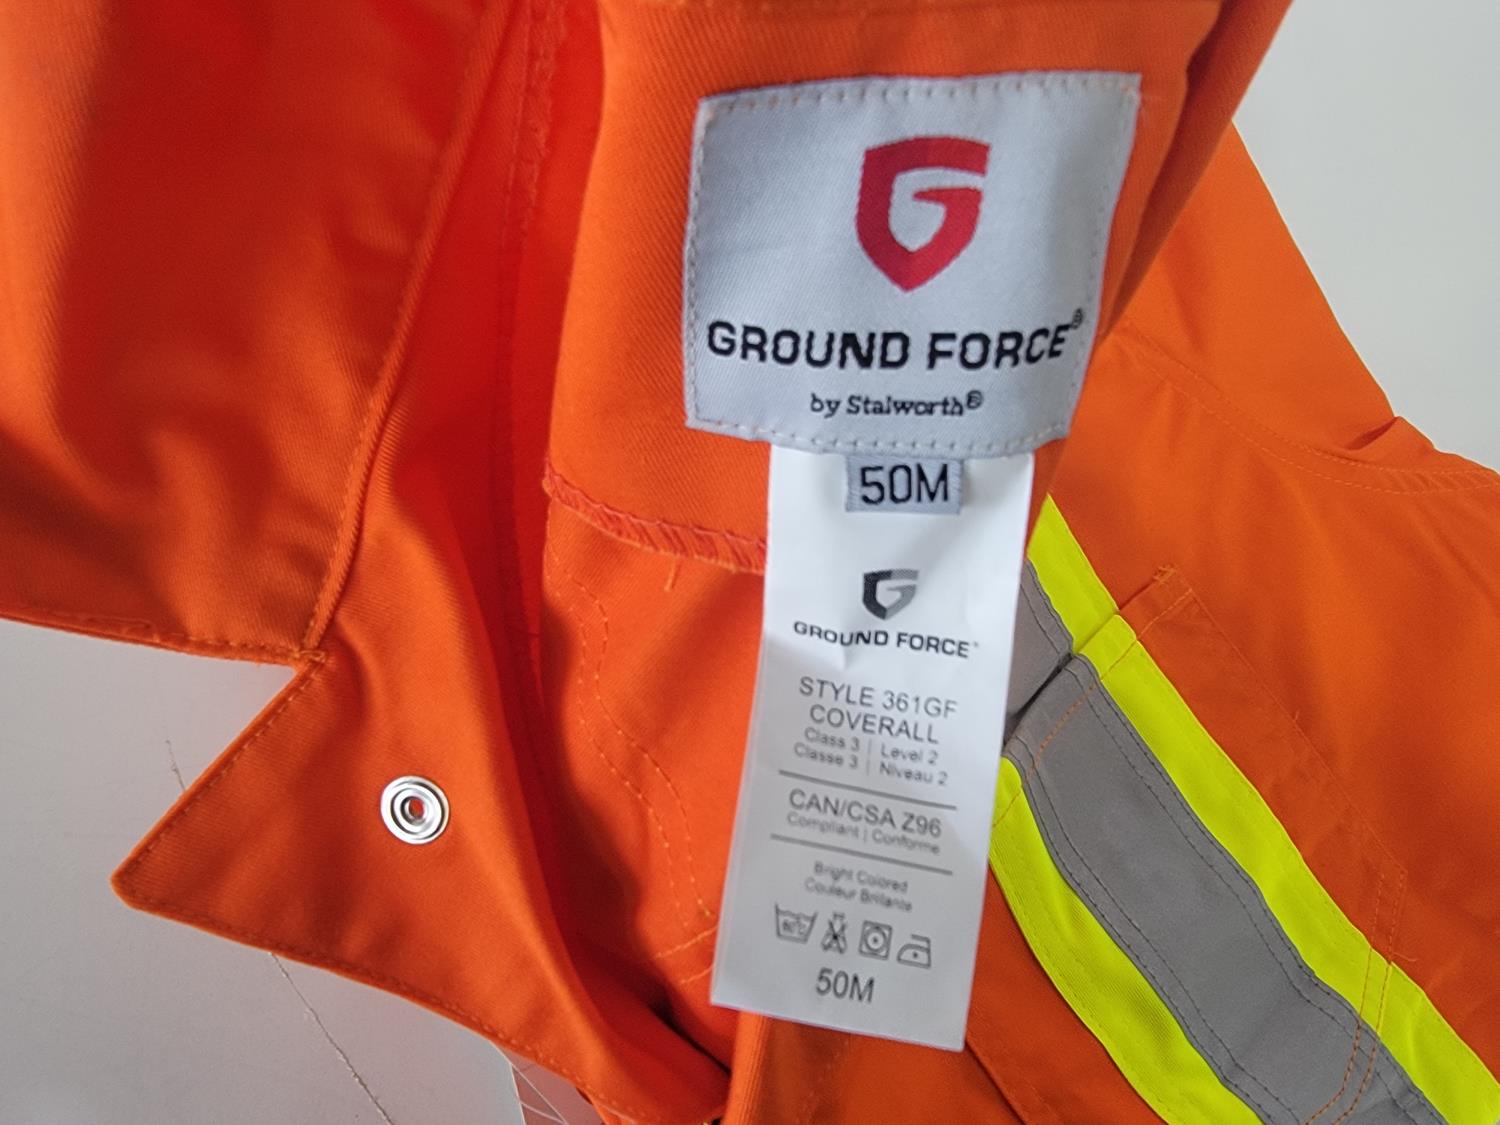 GROUND FORCE®
by Stalworth®
50M
GROUND FORCE
STYLE 361GF
COVERALL
Class 3 | Level 2
Classe 3 | Niveau 2
CAN/CSA Z96
Compliant | Conforme
Bright Colored
Couleur Brillante
50M